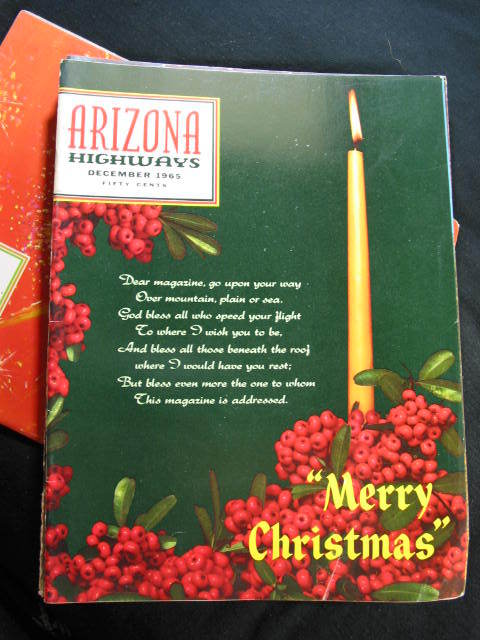 ARIZONA
HIGHWAYS
DECEMBER 1965
FIFTY CENTS
Dear magazine, go upon your way
Over mountain, plain or sea.
God bless all who speed your flight
To where I wish you to be.
And bless all those beneath the roof
where I would have you rest;
But bless even more the one to whom
This magazine is addressed.
"Merry
Christmas"